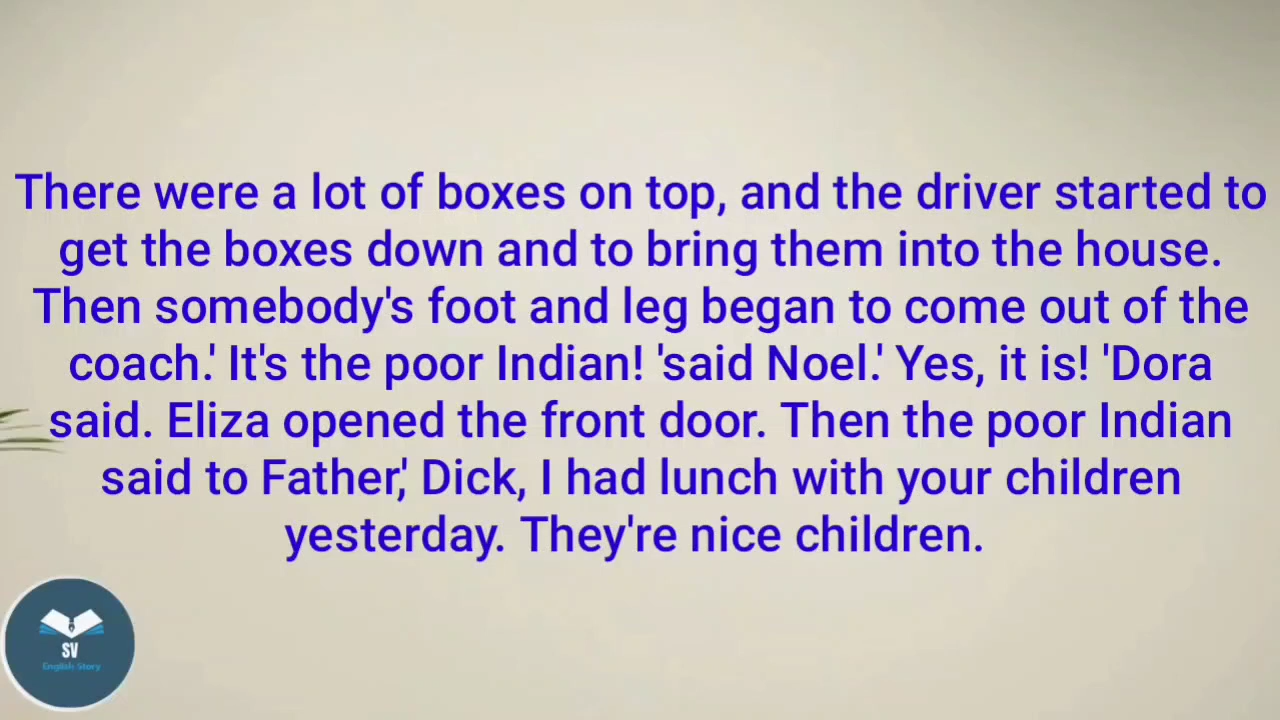 There were a lot of boxes on top, and the driver started to
get the boxes down and to bring them into the house.
Then somebody's foot and leg began to come out of the
coach.' It's the poor Indian! 'said Noel.' Yes, it is! 'Dora
said. Eliza opened the front door. Then the poor Indian
said to Father,' Dick, I had lunch with your children
yesterday. They're nice children.
SV
English Story